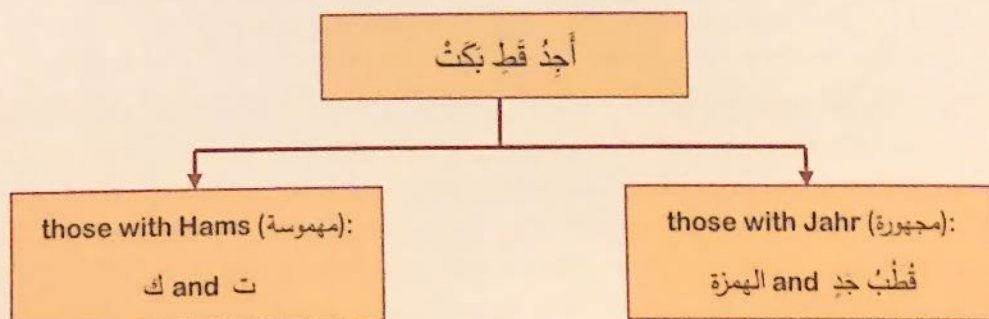 أَجِدُ قَطٍ بَكَتْ
those with Hams (مهموسة):
ك and ت
those with Jahr (مجهورة):
الهمزة and قُطْبُ جَدٍ